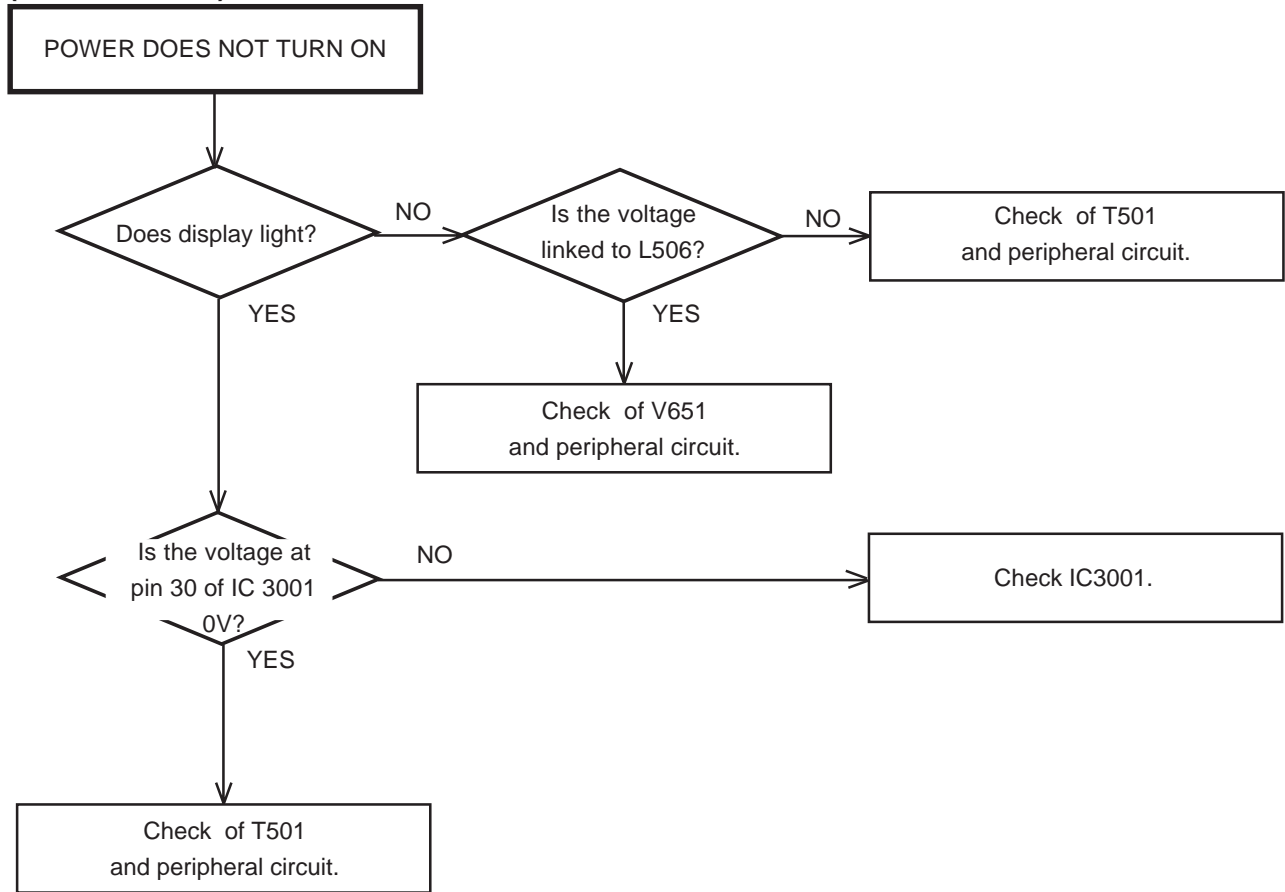 POWER DOES NOT TURN ON
Does display light?
NO
Is the voltage
linked to L506?
NO
Check of T501
and peripheral circuit.
YES
YES
Check of V651
and peripheral circuit.
Is the voltage at
pin 30 of IC 3001
0V?
NO
Check IC3001.
YES
Check of T501
and peripheral circuit.